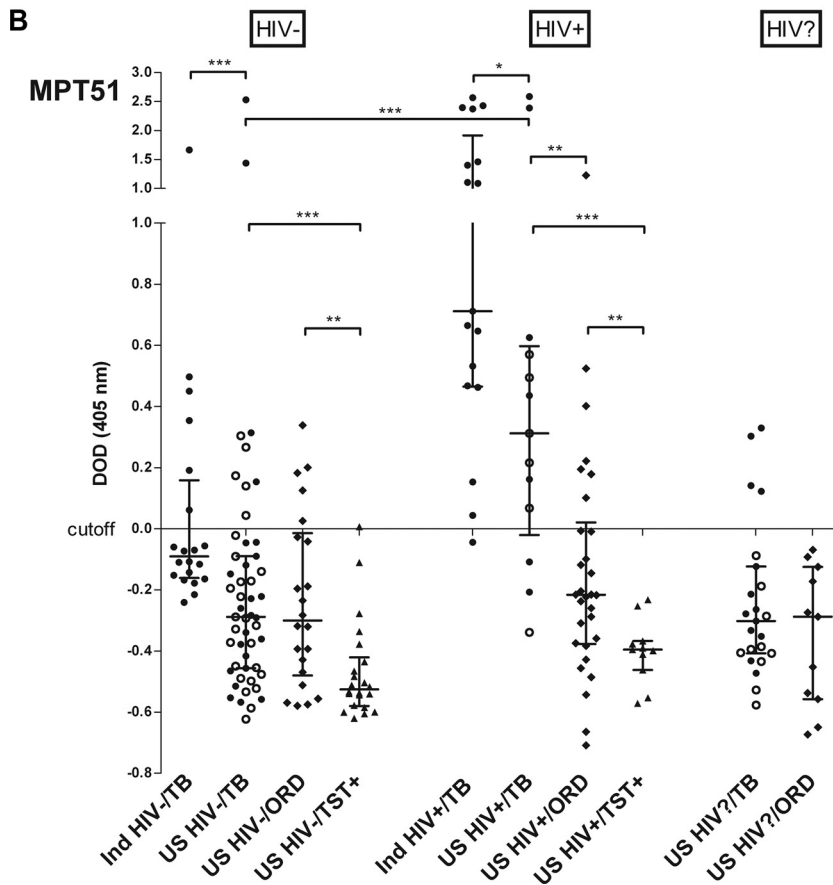 B
HIV-
HIV+
HIV?
MPT51
***
*
***
**
***
***
**
**
3.0
2.5
2.0
1.5
1.0
1.0
0.8
0.6
0.4
0.2
cutoff 0.0
-0.2
-0.4
-0.6
-0.8
DOD (405 nm)
Ind HIV-/TB
US HIV-/TB
US HIV-/ORD
US HIV-/TST+
Ind HIV+/TB
US HIV+/TB
US HIV+/ORD
US HIV+/TST+
US HIV?/TB
US HIV?/ORD